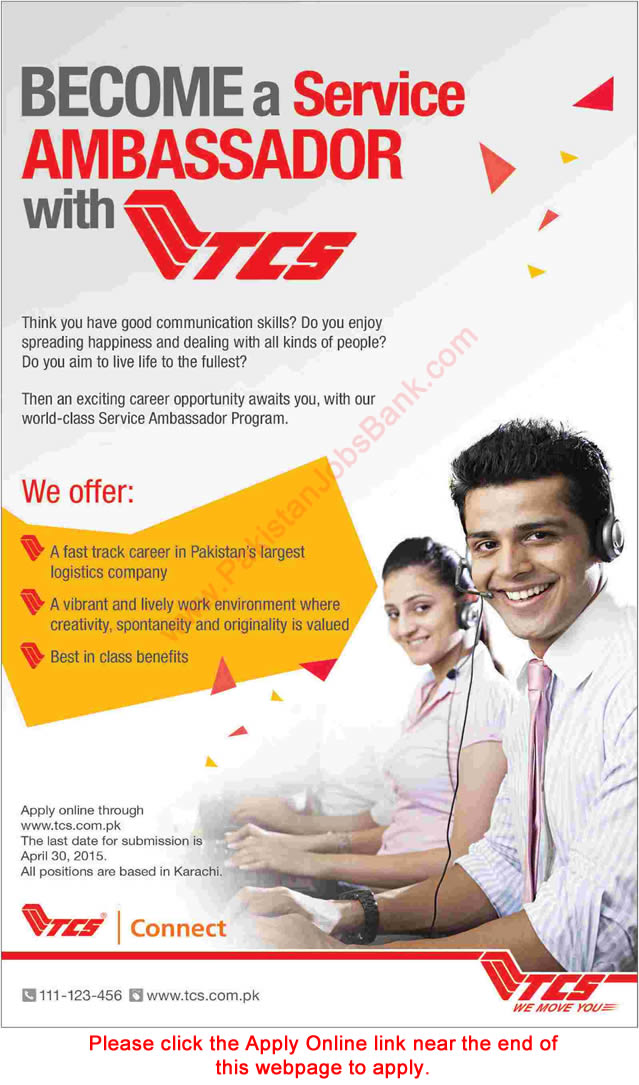 BECOME a Service
AMBASSADOR
with TCS
Think you have good communication skills? Do you enjoy
spreading happiness and dealing with all kinds of people?
Do you aim to live life to the fullest?
Then an exciting career opportunity awaits you, with our
world-class Service Ambassador Program.
www.PakistanJobsBank.com
We offer:
A fast track career in Pakistan's largest
logistics company
A vibrant and lively work environment where
creativity, spontaneity and originality is valued
Best in class benefits
Apply online through
www.tcs.com.pk
The last date for submission is
April 30, 2015.
All positions are based in Karachi.
TCS® | Connect
111-123-456 www.tcs.com.pk
TCS
WE MOVE YOU
Please click the Apply Online link near the end of
this webpage to apply.